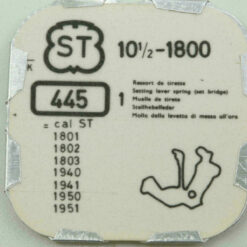 ST 10½-1800
K
445 1
Ressort de tirette
Setting lever spring (set bridge)
Muelle de tirete
Stellhebelfeder
Molla della levetta di messa all'ora
= cal ST
1801
1802
1803
1940
1941
1950
1951